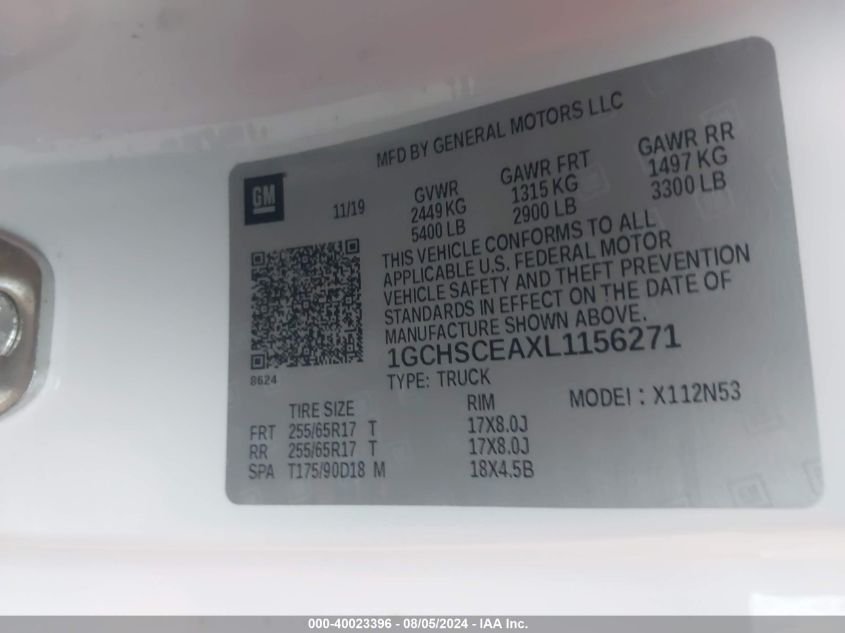 MFD BY GENERAL MOTORS LLC
GM
11/19
GVWR
2449 KG
5400 LB
GAWR FRT
1315 KG
2900 LB
GAWR RR
1497 KG
3300 LB
THIS VEHICLE CONFORMS TO ALL
APPLICABLE U.S. FEDERAL MOTOR
VEHICLE SAFETY AND THEFT PREVENTION
STANDARDS IN EFFECT ON THE DATE OF
MANUFACTURE SHOWN ABOVE.
1GCHSCEAXL1156271
8624
TYPE: TRUCK
MODEL: X112N53
TIRE SIZE RIM
FRT 255/65R17 T 17X8.0J
RR 255/65R17 T 17X8.0J
SPA T175/90D18 M 18X4.5B
000-40023396 - 08/05/2024 - IAA Inc.